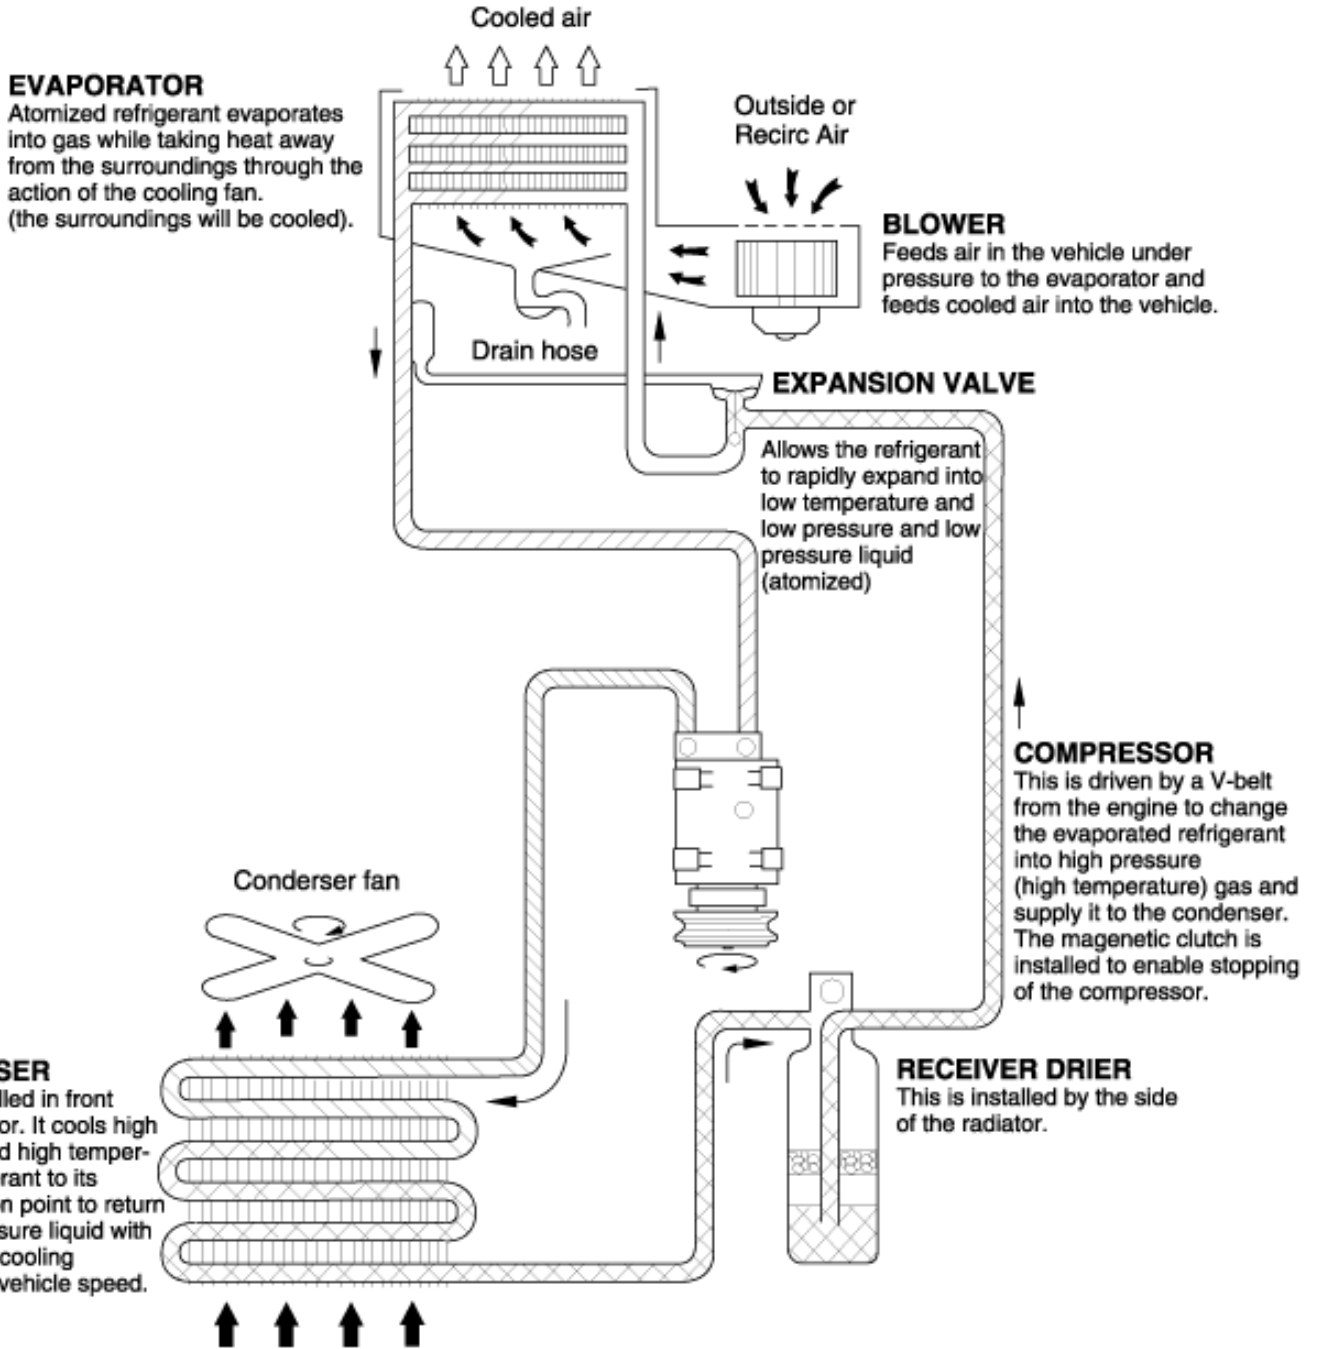 Cooled air
EVAPORATOR
Atomized refrigerant evaporates
into gas while taking heat away
from the surroundings through the
action of the cooling fan.
(the surroundings will be cooled).
Outside or
Recirc Air
BLOWER
Feeds air in the vehicle under
pressure to the evaporator and
feeds cooled air into the vehicle.
Drain hose
EXPANSION VALVE
Allows the refrigerant
to rapidly expand into
low temperature and
low pressure and low
pressure liquid
(atomized)
COMPRESSOR
This is driven by a V-belt
from the engine to change
the evaporated refrigerant
into high pressure
(high temperature) gas and
supply it to the condenser.
The magenetic clutch is
installed to enable stopping
of the compressor.
Conderser fan
RECEIVER DRIER
This is installed by the side
of the radiator.
SER
lled in front
or. It cools high
d high temper-
rant to its
n point to return
sure liquid with
cooling
vehicle speed.